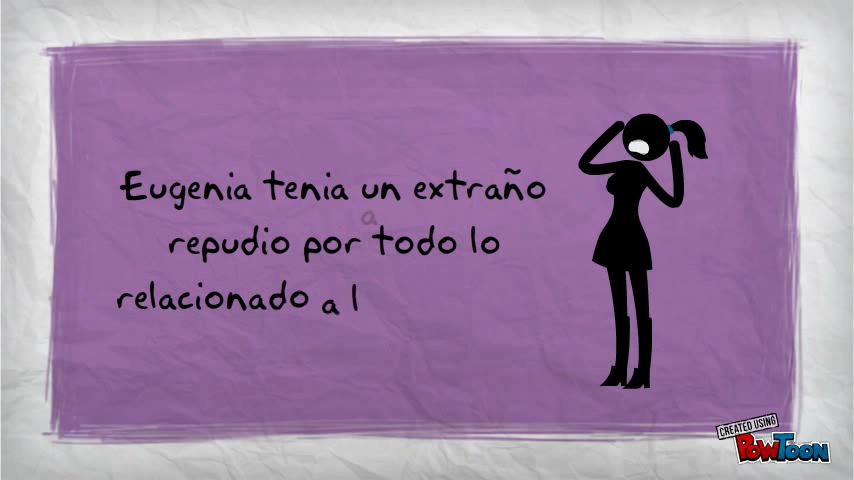 Eugenia tenia un extraño
a
repudio por todo lo
relacionado a l
CREATED USING
POWTOON